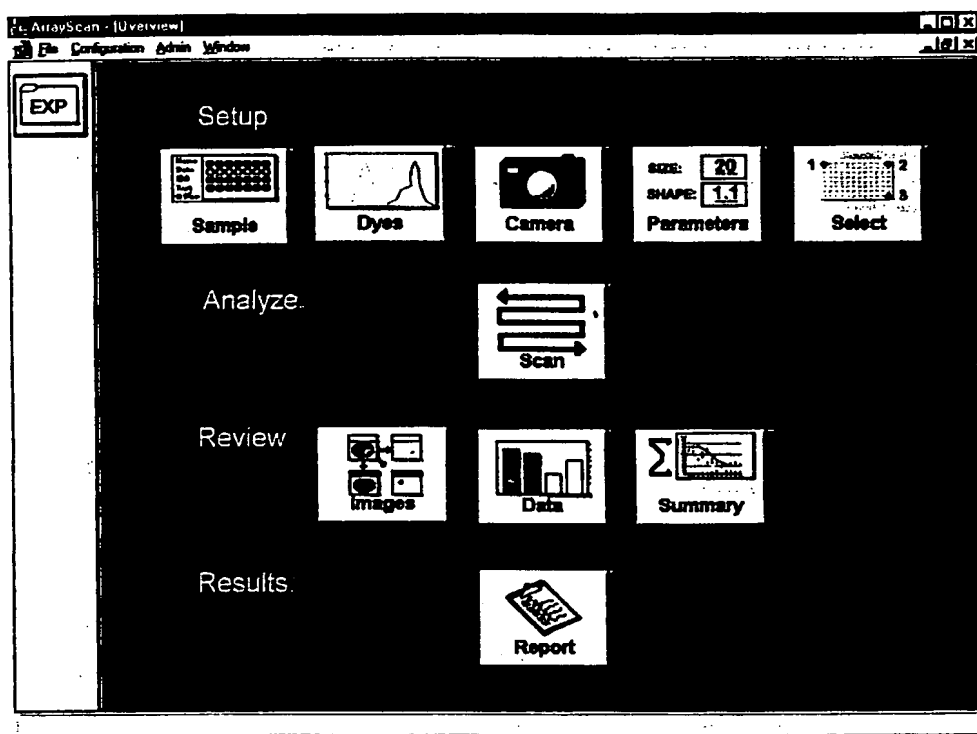 ArrayScan - [Overview]
File Configuration Admin Window
EXP
Setup
SIZE: 20
SHAPE: 1.1
1 2
3
Sample Dyes Camera Parameters Select
Analyze
Scan
Review
Images Data Summary
Results
Report